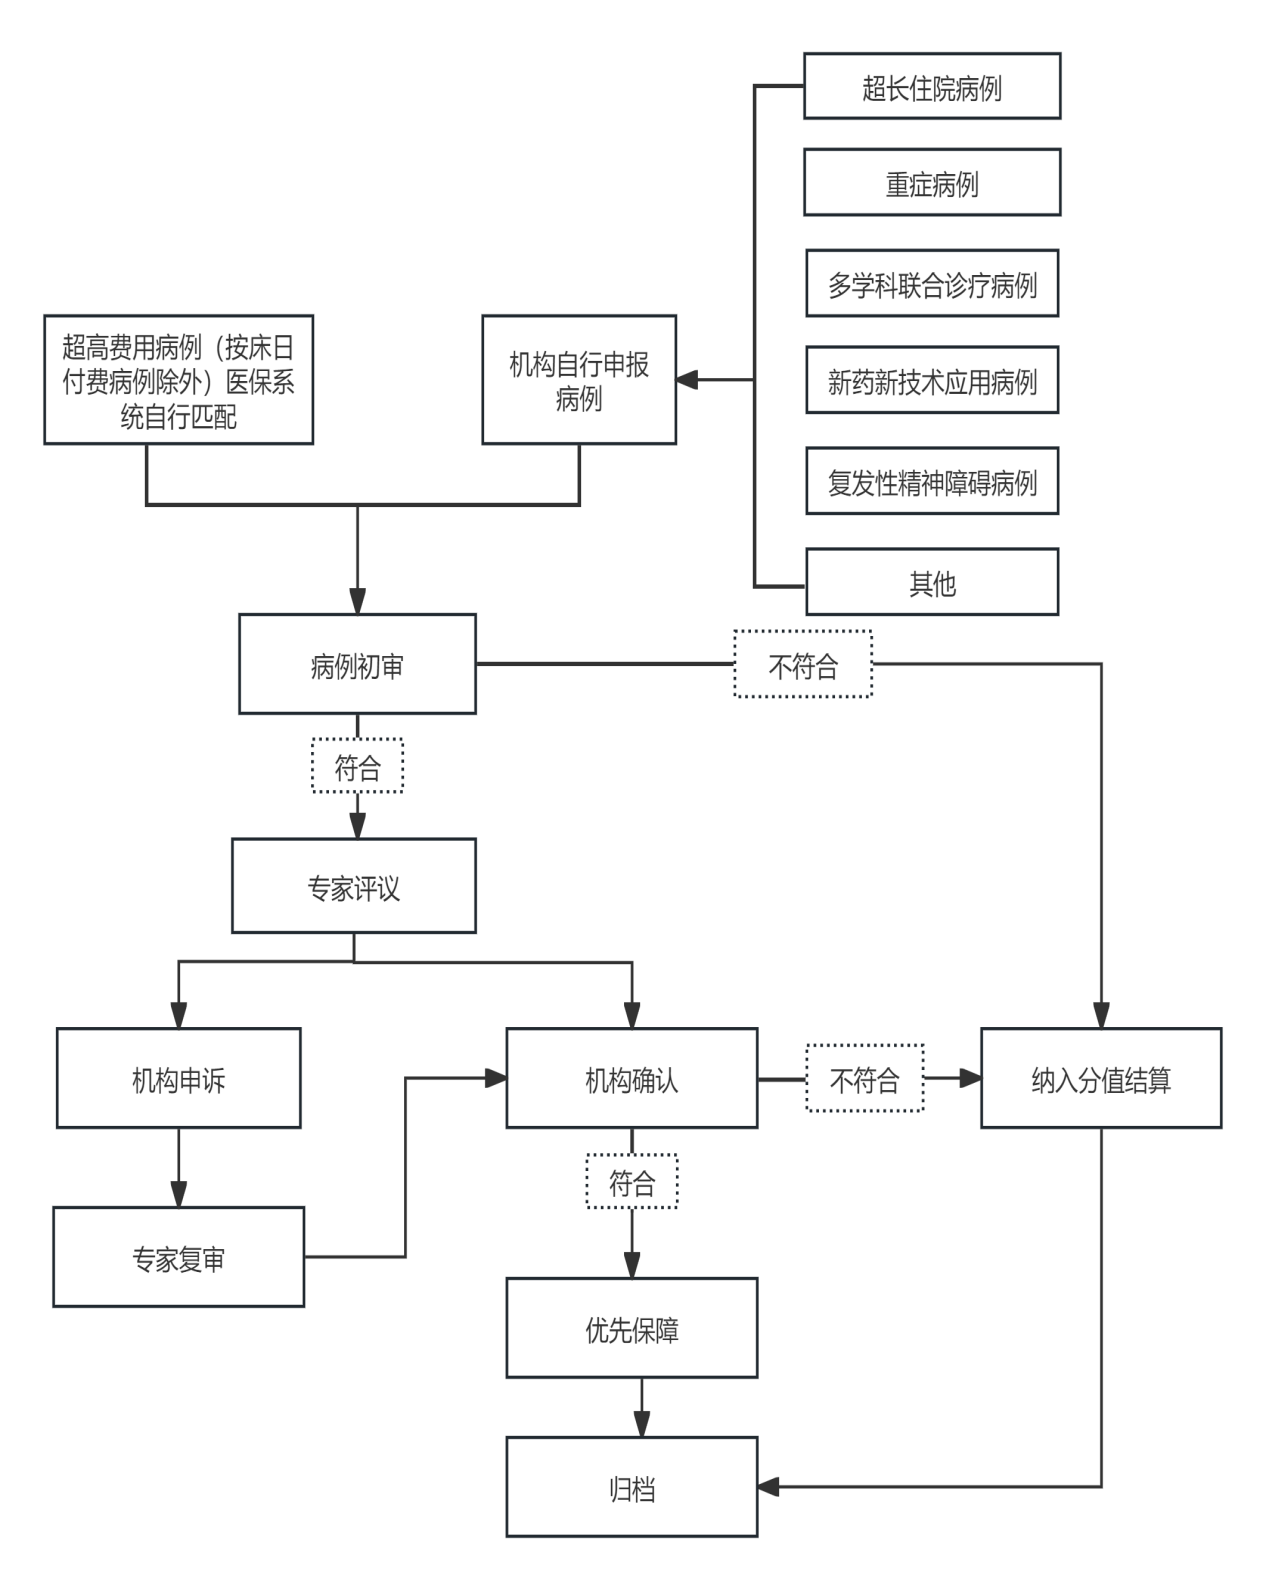 超长住院病例
重症病例
多学科联合诊疗病例
新药新技术应用病例
复发性精神障碍病例
其他
超高费用病例（按床日
付费病例除外）医保系
统自行匹配
机构自行申报
病例
病例初审
不符合
符合
专家评议
机构申诉
机构确认
不符合
纳入分值结算
符合
专家复审
优先保障
归档